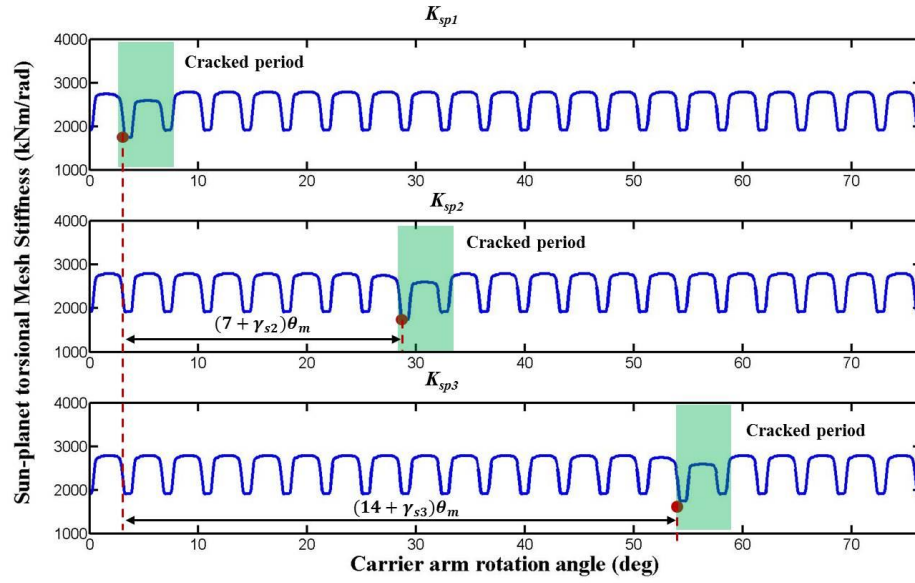 K_sp1
4000
Cracked period
3000
2000
1000
0 10 20 30 40 50 60 70
K_sp2
4000
Cracked period
3000
2000
(7 + γ_s2)θ_m
1000
0 10 20 30 40 50 60 70
K_sp3
4000
Cracked period
3000
2000
(14 + γ_s3)θ_m
1000
0 10 20 30 40 50 60 70
Sun-planet torsional Mesh Stiffness (kNm/rad)
Carrier arm rotation angle (deg)